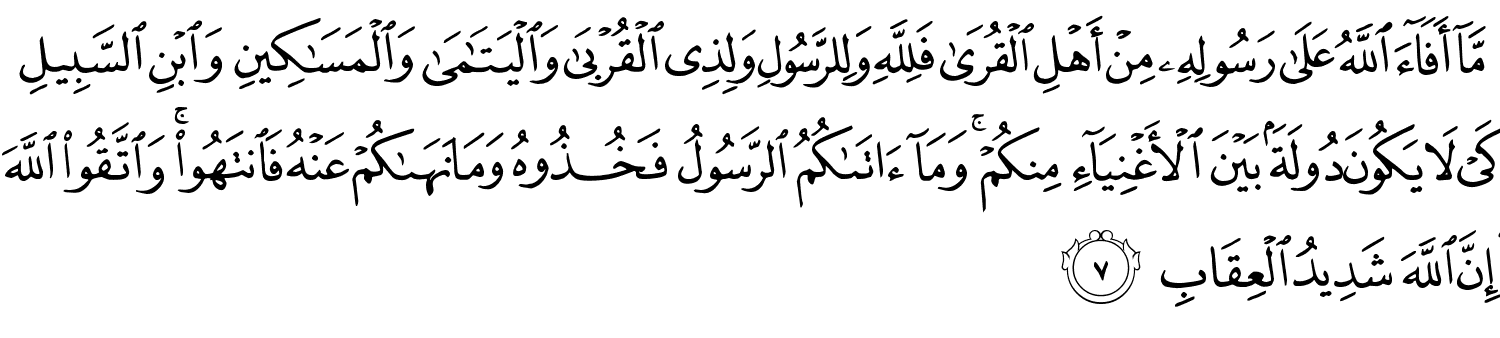 مَّآ أَفَآءَ ٱللَّهُ عَلَىٰ رَسُولِهِۦ مِنْ أَهْلِ ٱلْقُرَىٰ فَلِلَّهِ وَلِلرَّسُولِ وَلِذِى ٱلْقُرْبَىٰ وَٱلْيَتَـٰمَىٰ وَٱلْمَسَـٰكِينِ وَٱبْنِ ٱلسَّبِيلِ
كَىْ لَا يَكُونَ دُولَةًۢ بَيْنَ ٱلْأَغْنِيَآءِ مِنكُمْ ۚ وَمَآ ءَاتَىٰكُمُ ٱلرَّسُولُ فَخُذُوهُ وَمَا نَهَىٰكُمْ عَنْهُ فَٱنتَهُوا۟ ۚ وَٱتَّقُوا۟ ٱللَّهَ
إِنَّ ٱللَّهَ شَدِيدُ ٱلْعِقَابِ ٧